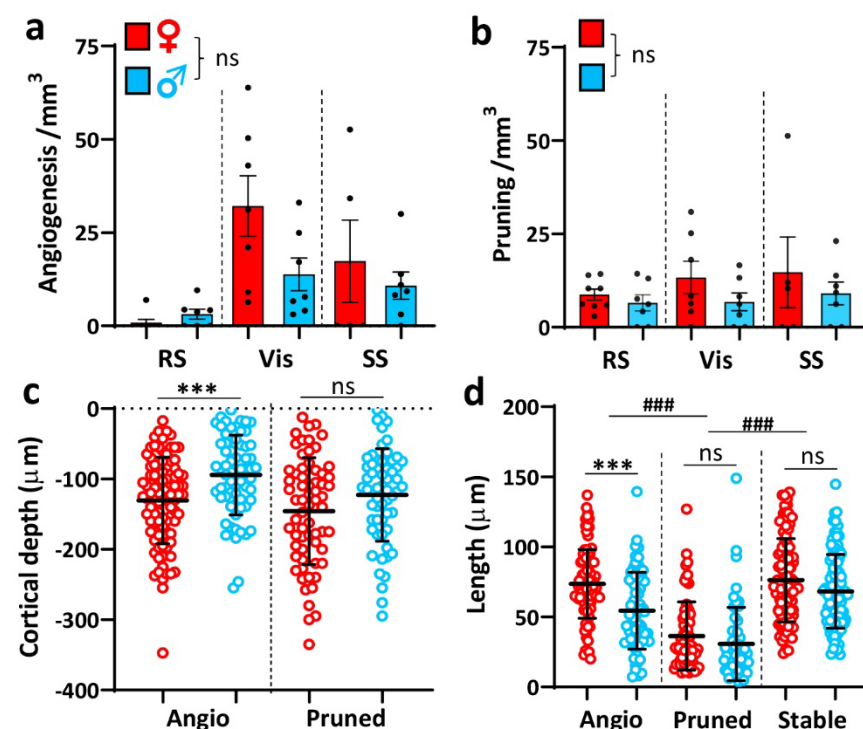 a
♀
♂
ns
Angiogenesis /mm³
75
50
25
0
RS
Vis
SS
b
ns
Pruning /mm³
75
50
25
0
RS
Vis
SS
c
***
ns
Cortical depth (μm)
0
-100
-200
-300
-400
Angio
Pruned
d
###
###
***
ns
ns
Length (μm)
200
150
100
50
0
Angio
Pruned
Stable